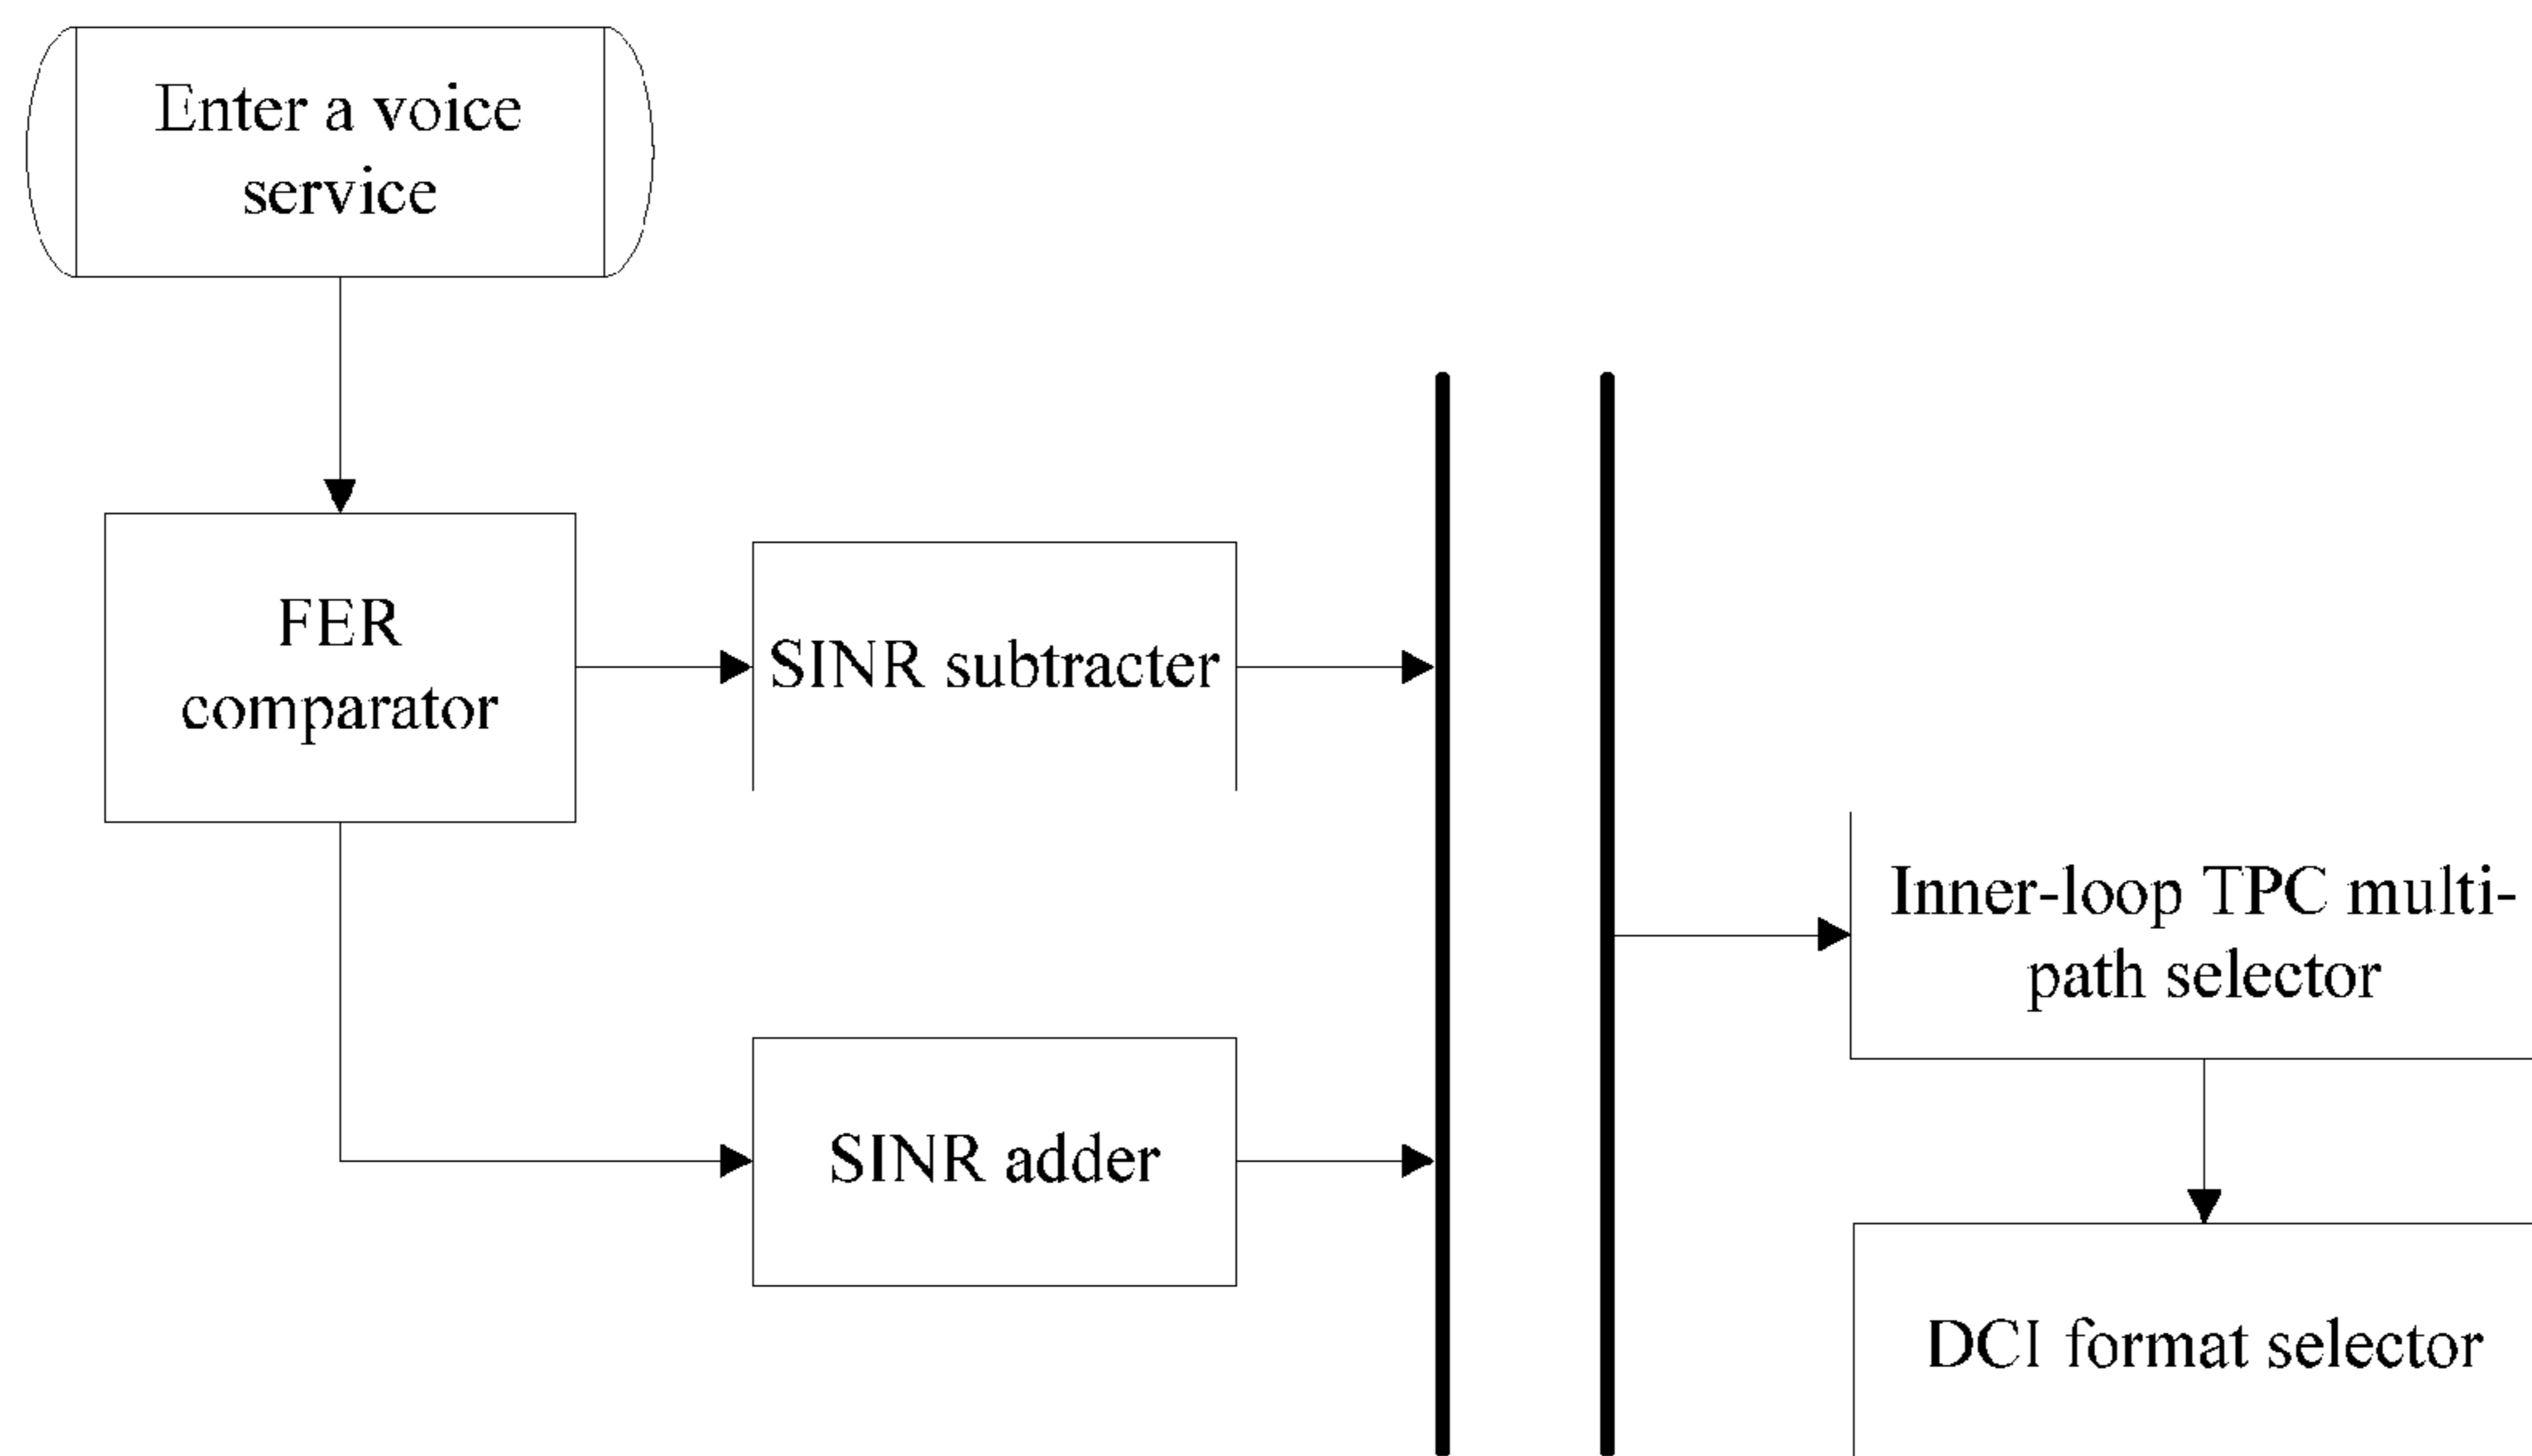 Enter a voice
service
FER
comparator
SINR subtracter
SINR adder
Inner-loop TPC multi-
path selector
DCI format selector